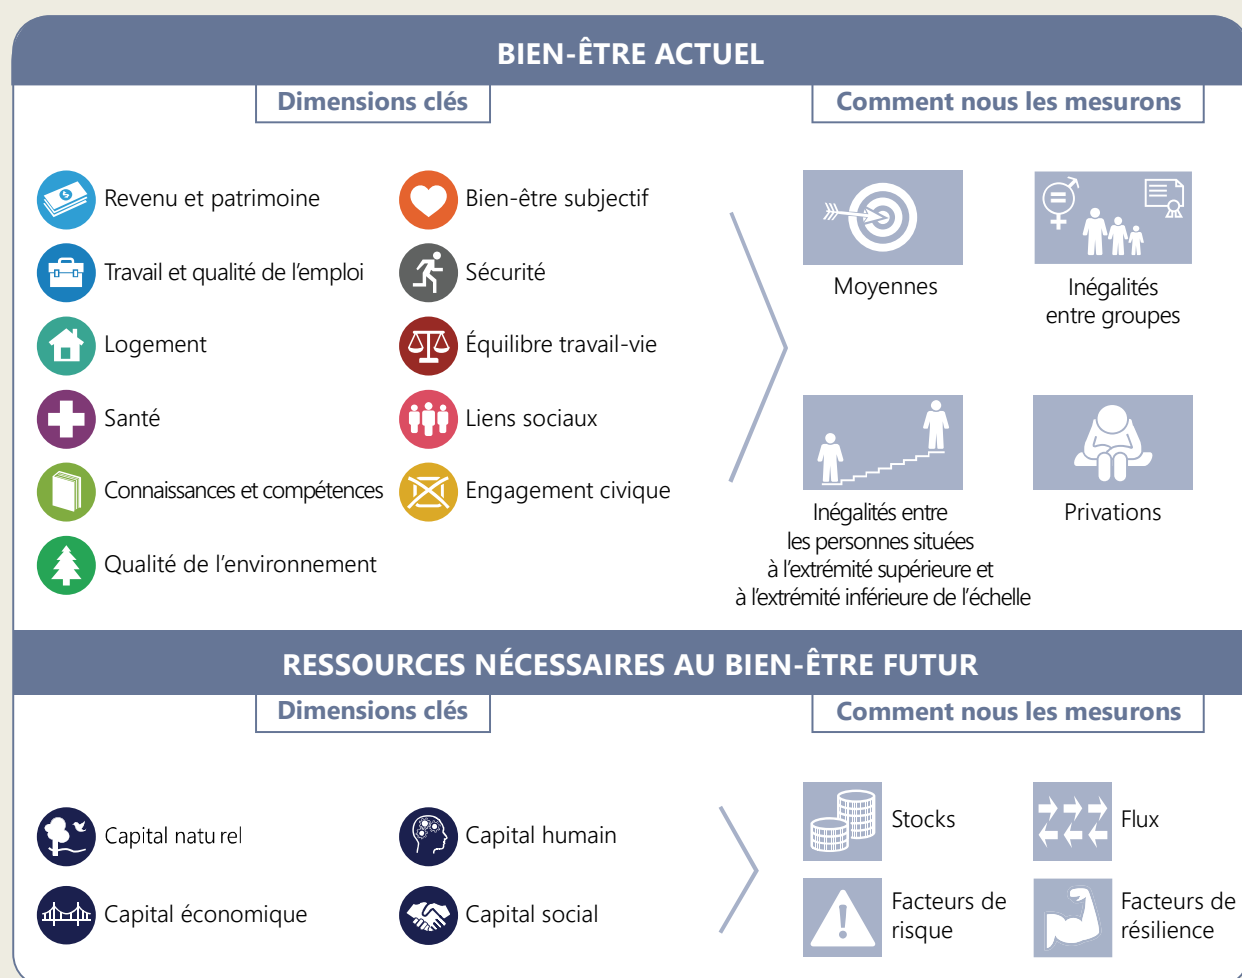 BIEN-ÊTRE ACTUEL
Dimensions clés
Comment nous les mesurons
Revenu et patrimoine
Bien-être subjectif
Travail et qualité de l’emploi
Sécurité
Logement
Équilibre travail-vie
Santé
Liens sociaux
Connaissances et compétences
Engagement civique
Qualité de l’environnement
Moyennes
Inégalités
entre groupes
Inégalités entre
les personnes situées
à l’extrémité supérieure et
à l’extrémité inférieure de l’échelle
Privations
RESSOURCES NÉCESSAIRES AU BIEN-ÊTRE FUTUR
Dimensions clés
Comment nous les mesurons
Capital naturel
Capital humain
Capital économique
Capital social
Stocks
Flux
Facteurs de
risque
Facteurs de
résilience